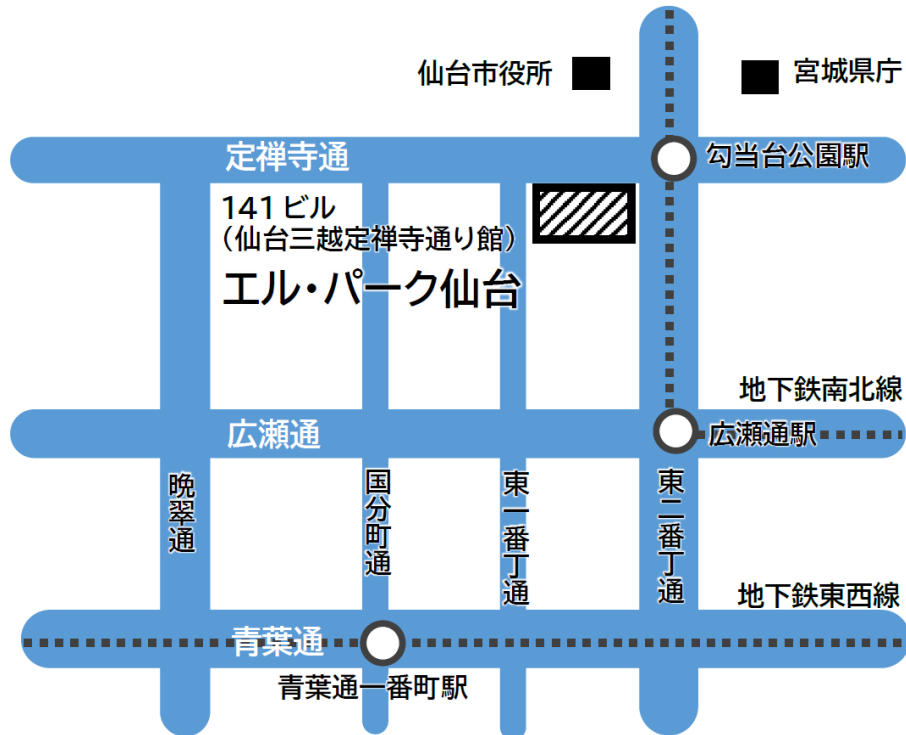 仙台市役所
宮城県庁
定禅寺通
勾当台公園駅
141ビル
(仙台三越定禅寺通り館)
エル・パーク仙台
地下鉄南北線
広瀬通
広瀬通駅
晩翠通
国分町通
東一番丁通
東二番丁通
地下鉄東西線
青葉通
青葉通一番町駅